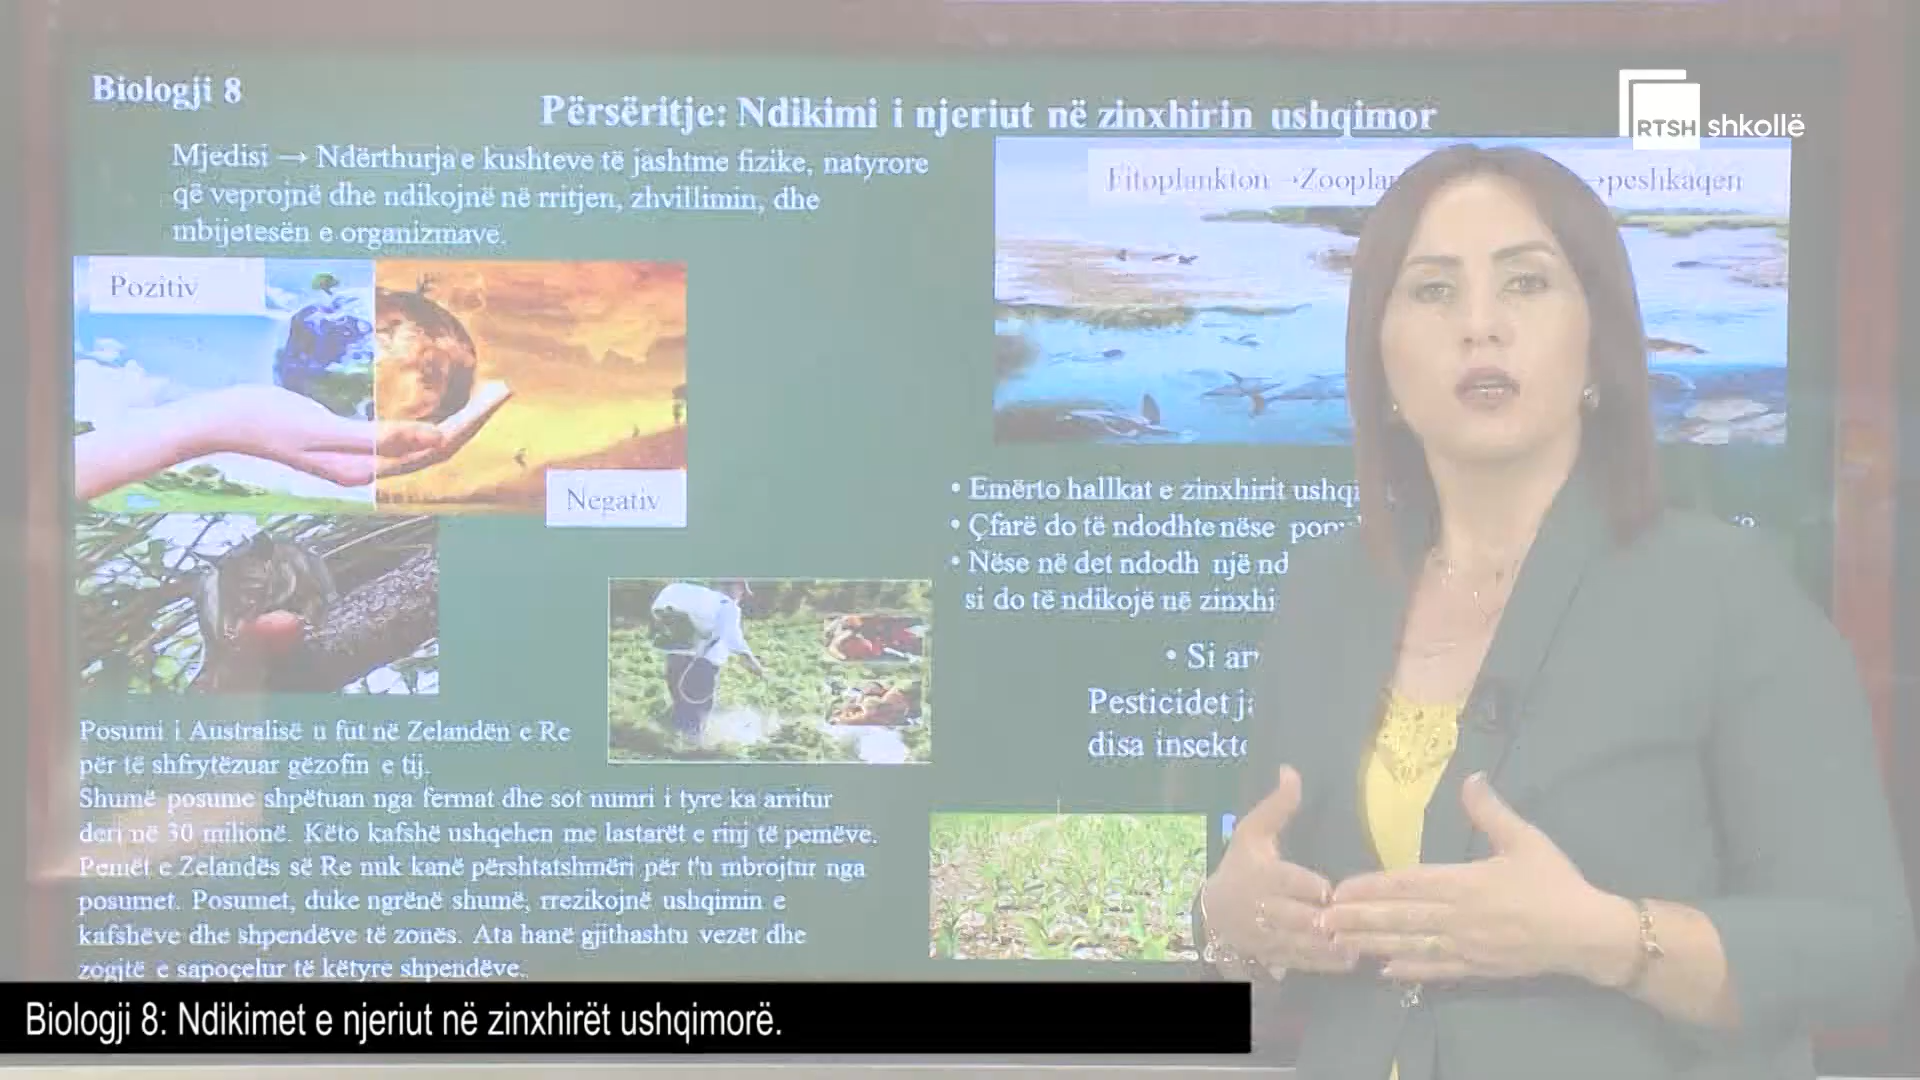 Biologji 8
Përsëritje: Ndikimi i njeriut në zinxhirin ushqimor
RTSH shkollë
Mjedisi → Ndërthurja e kushteve të jashtme fizike, natyrore
që veprojnë dhe ndikojnë në rritjen, zhvillimin, dhe
mbijetesën e organizmave.
Fitoplankton → →peshkaqen
Pozitiv
Negativ
• Emërto hallkat e zinxhirit
• Çfarë do të ndodhte nëse
• Nëse në det ndodh një
si do të ndikojë në
• Si
Pesticidet
disa
Posumi i Australisë u fut në Zelandën e Re
për të shfrytëzuar gëzofin e tij.
Shumë posume shpëtuan nga fermat dhe sot numri i tyre ka arritur
deri në 30 milionë. Këto kafshë ushqehen me lastarët e rinj të pemëve.
Pemët e Zelandës së Re nuk kanë përshtatshmëri për t'u mbrojtur nga
posumet. Posumet, duke ngrënë shumë, rrezikojnë ushqimin e
kafshëve dhe shpendëve të zonës. Ata hanë gjithashtu vezët dhe
zogjtë e sapoçelur të këtyre shpendëve.
Biologji 8: Ndikimet e njeriut në zinxhirët ushqimorë.